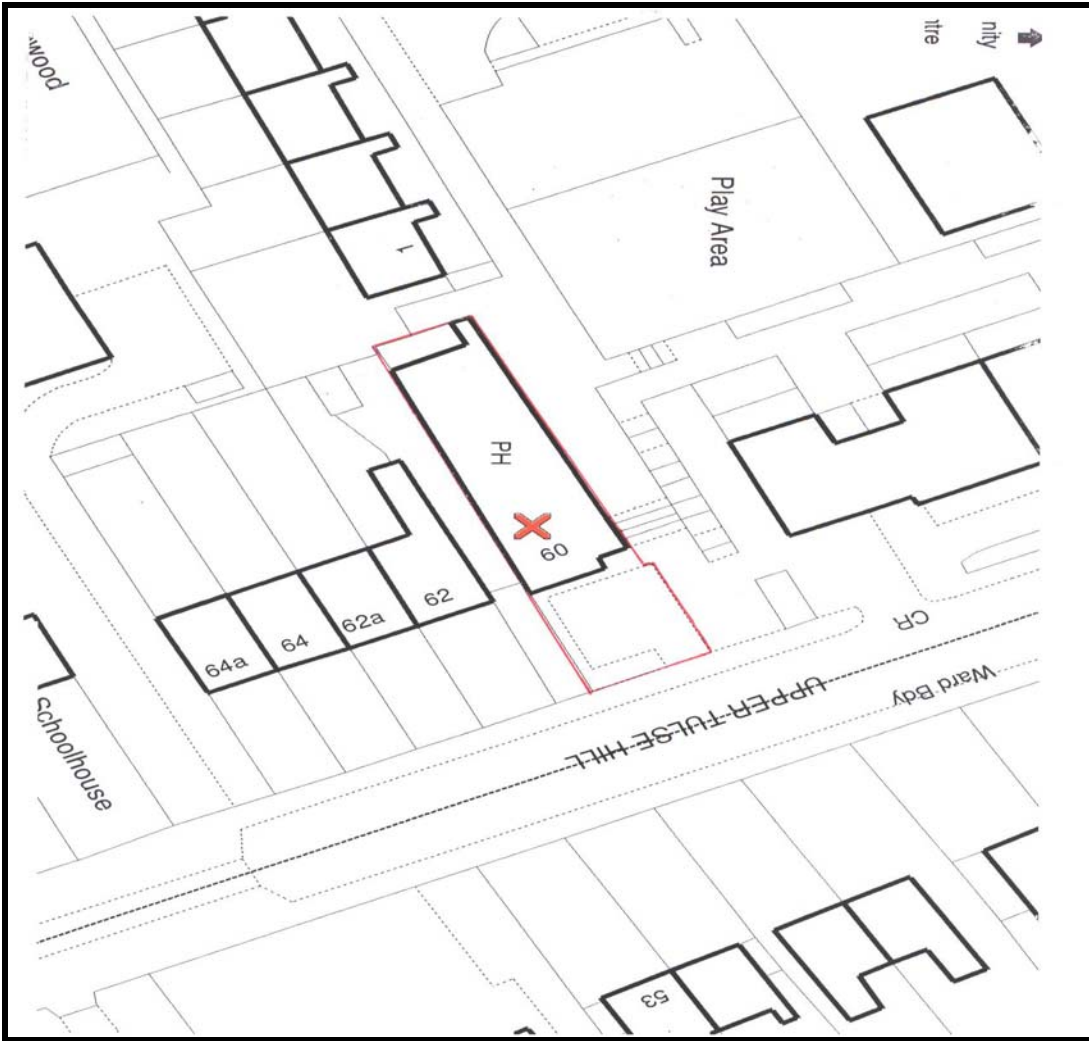 wood
nity
tre
Play Area
1
PH
60
62
62a
64
64a
Schoolhouse
CR
Ward Bdy
UPPER TULSE HILL
53